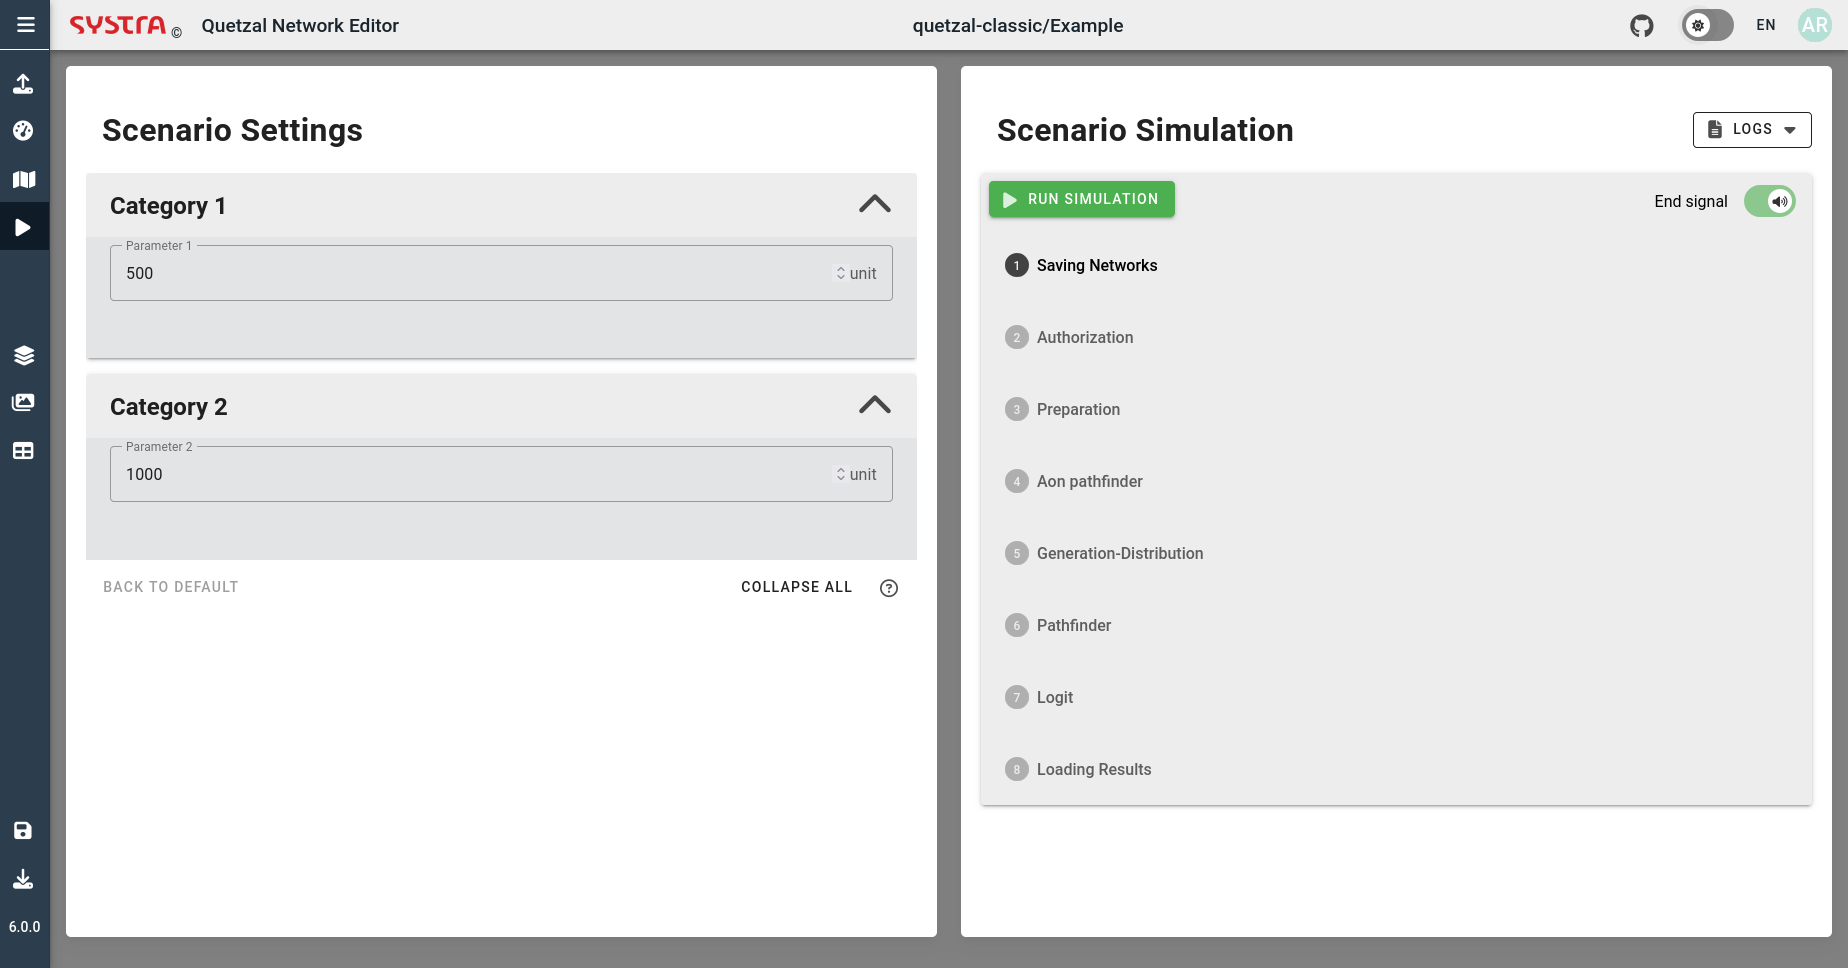 SYSTRA ©
Quetzal Network Editor
quetzal-classic/Example
EN
AR
Scenario Settings
Category 1
Parameter 1
500
unit
Category 2
Parameter 2
1000
unit
BACK TO DEFAULT
COLLAPSE ALL
?
Scenario Simulation
LOGS
RUN SIMULATION
End signal
1 Saving Networks
2 Authorization
3 Preparation
4 Aon pathfinder
5 Generation-Distribution
6 Pathfinder
7 Logit
8 Loading Results
6.0.0